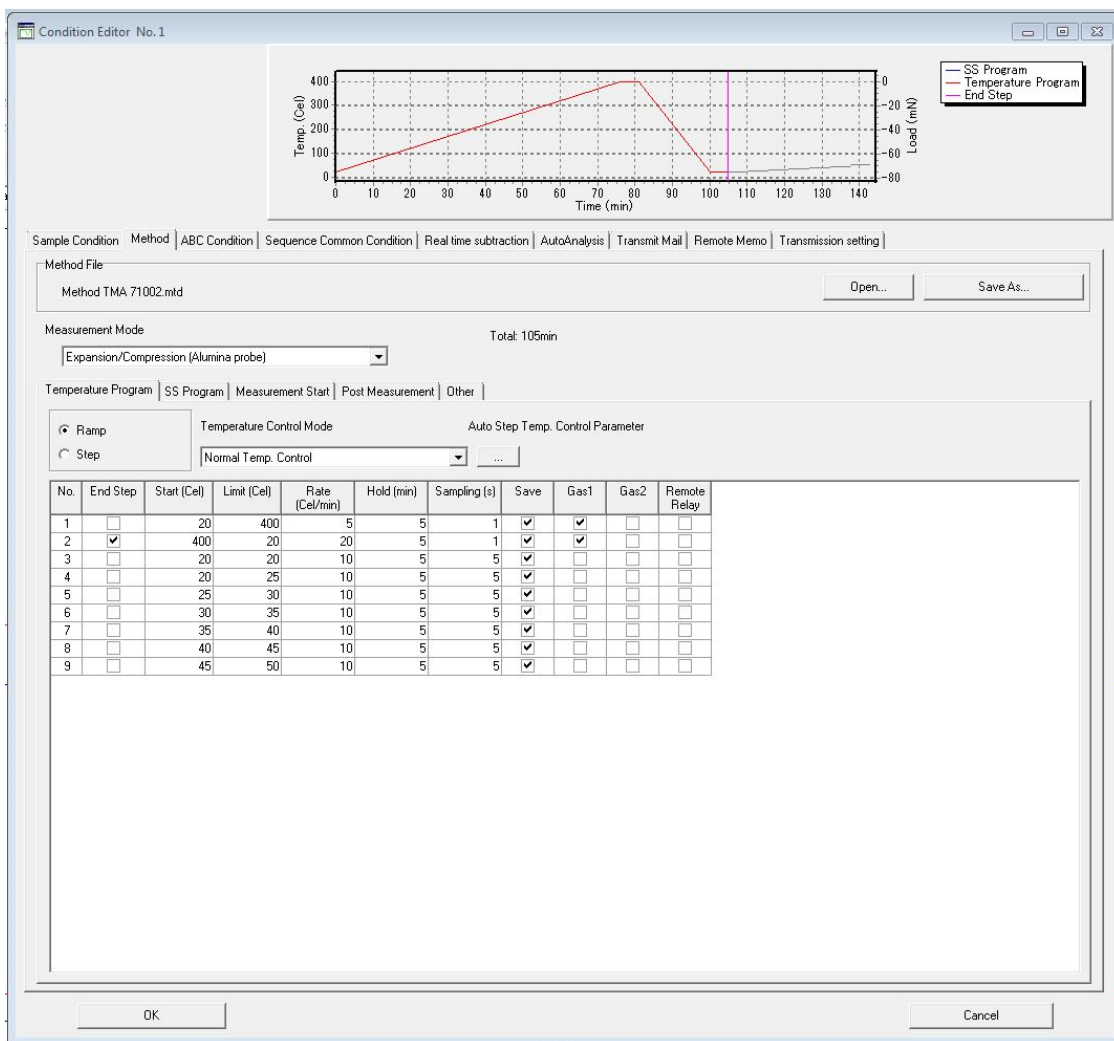 Condition Editor No.1
SS Program
Temperature Program
End Step
Temp. (Cel)
400
300
200
100
0
0
-20
-40
-60
-80
Load (mN)
0 10 20 30 40 50 60 70 80 90 100 110 120 130 140
Time (min)
Sample Condition Method ABC Condition Sequence Common Condition Real time subtraction AutoAnalysis Transmit Mail Remote Memo Transmission setting
Method File
Method TMA 71002.mtd Open... Save As...
Measurement Mode Total: 105min
Expansion/Compression (Alumina probe)
Temperature Program SS Program Measurement Start Post Measurement Other
Ramp Temperature Control Mode Auto Step Temp. Control Parameter
Step Normal Temp. Control ...
No. End Step Start (Cel) Limit (Cel) Rate (Cel/min) Hold (min) Sampling (s) Save Gas1 Gas2 Remote Relay
1 20 400 5 5 1
2 400 20 20 5 1
3 20 20 10 5 5
4 20 25 10 5 5
5 25 30 10 5 5
6 30 35 10 5 5
7 35 40 10 5 5
8 40 45 10 5 5
9 45 50 10 5 5
OK Cancel